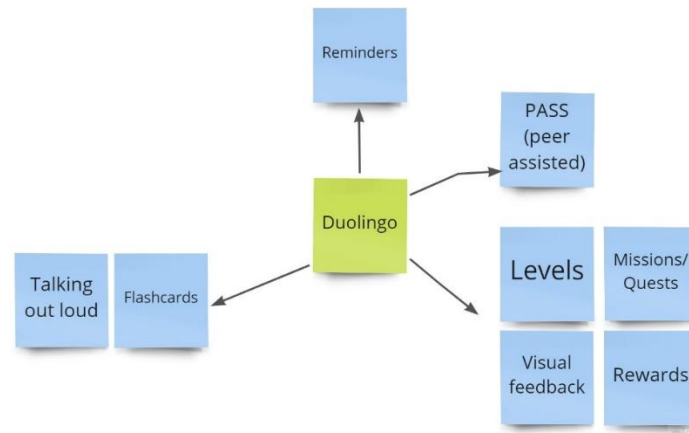 Reminders
PASS
(peer
assisted)
Duolingo
Talking
out loud
Flashcards
Levels
Missions/
Quests
Visual
feedback
Rewards